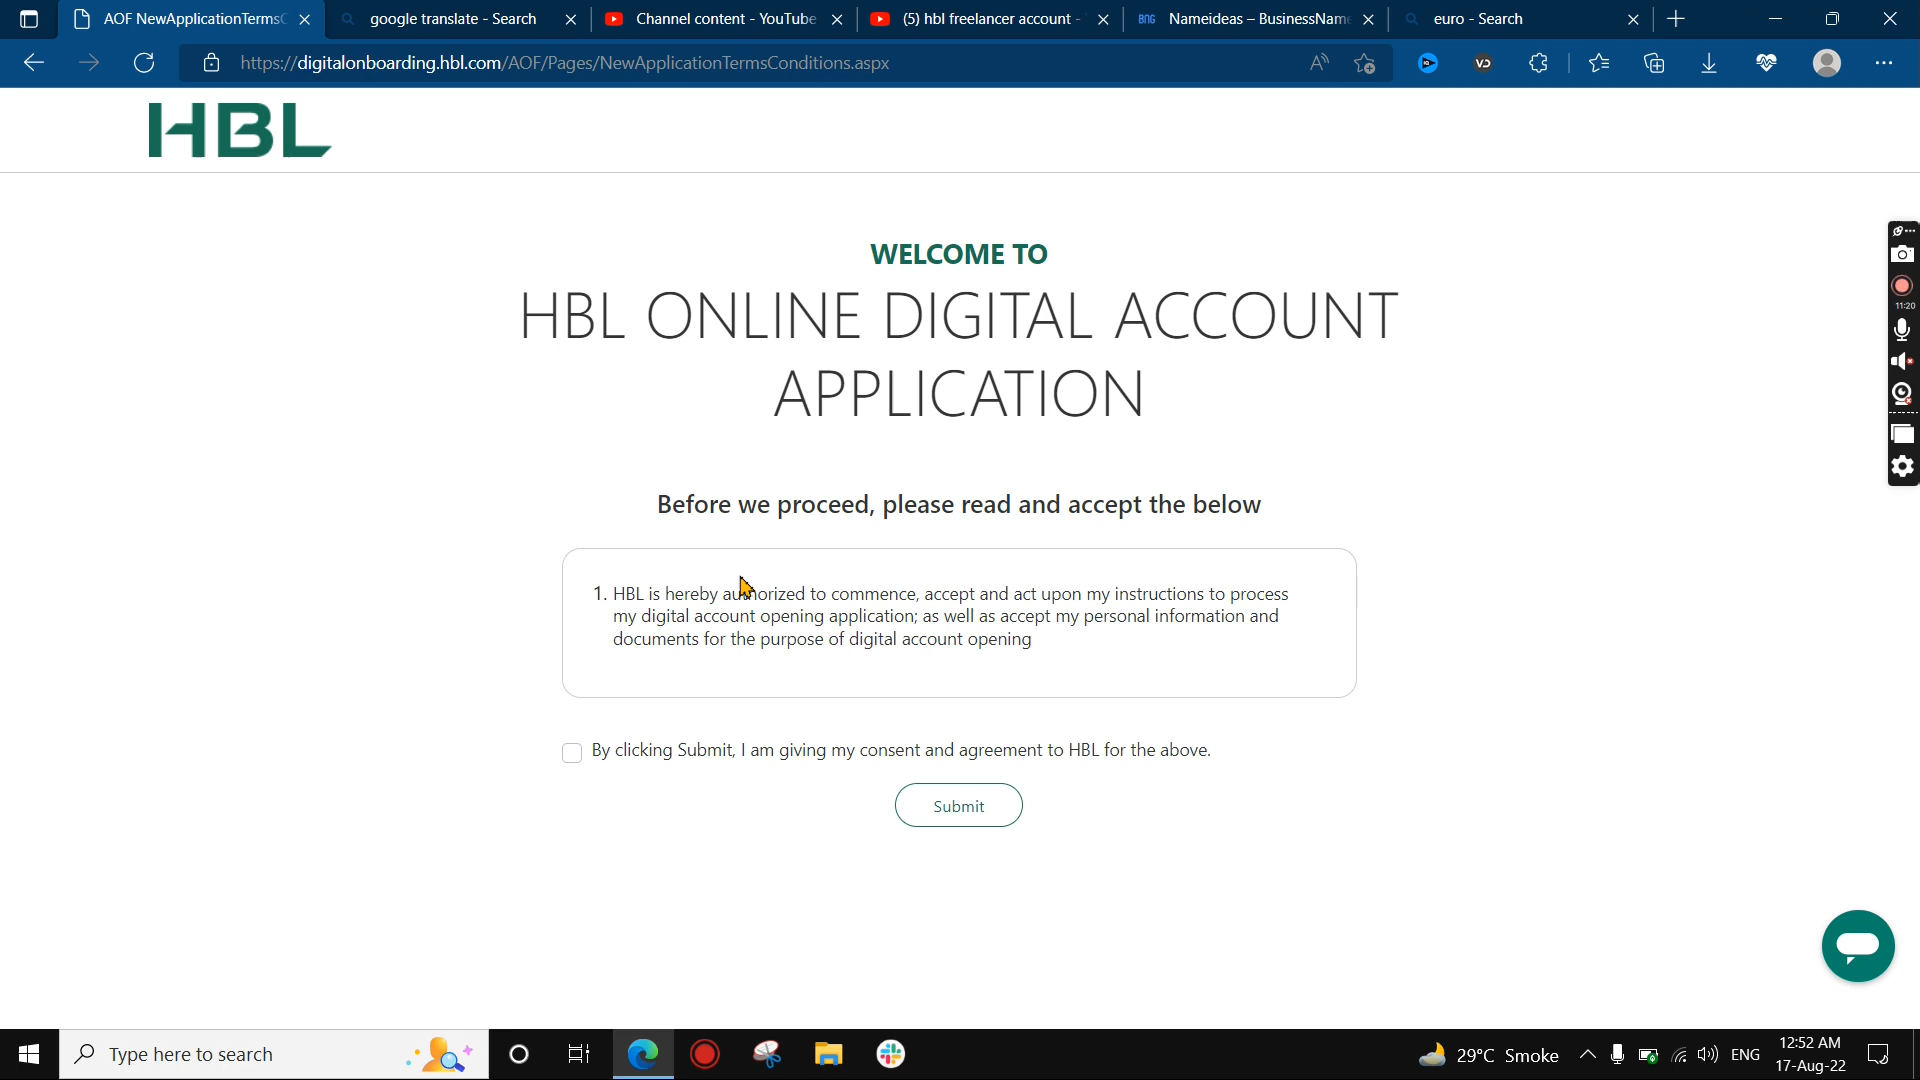 AOF NewApplicationTermsC
google translate - Search
Channel content - YouTube
(5) hbl freelancer account -
BNG Nameideas – BusinessName
euro - Search
https://digitalonboarding.hbl.com/AOF/Pages/NewApplicationTermsConditions.aspx
VD
HBL
11:20
WELCOME TO
HBL ONLINE DIGITAL ACCOUNT
APPLICATION
Before we proceed, please read and accept the below
1. HBL is hereby authorized to commence, accept and act upon my instructions to process
my digital account opening application; as well as accept my personal information and
documents for the purpose of digital account opening
By clicking Submit, I am giving my consent and agreement to HBL for the above.
Submit
Type here to search
29°C Smoke
ENG
12:52 AM
17-Aug-22